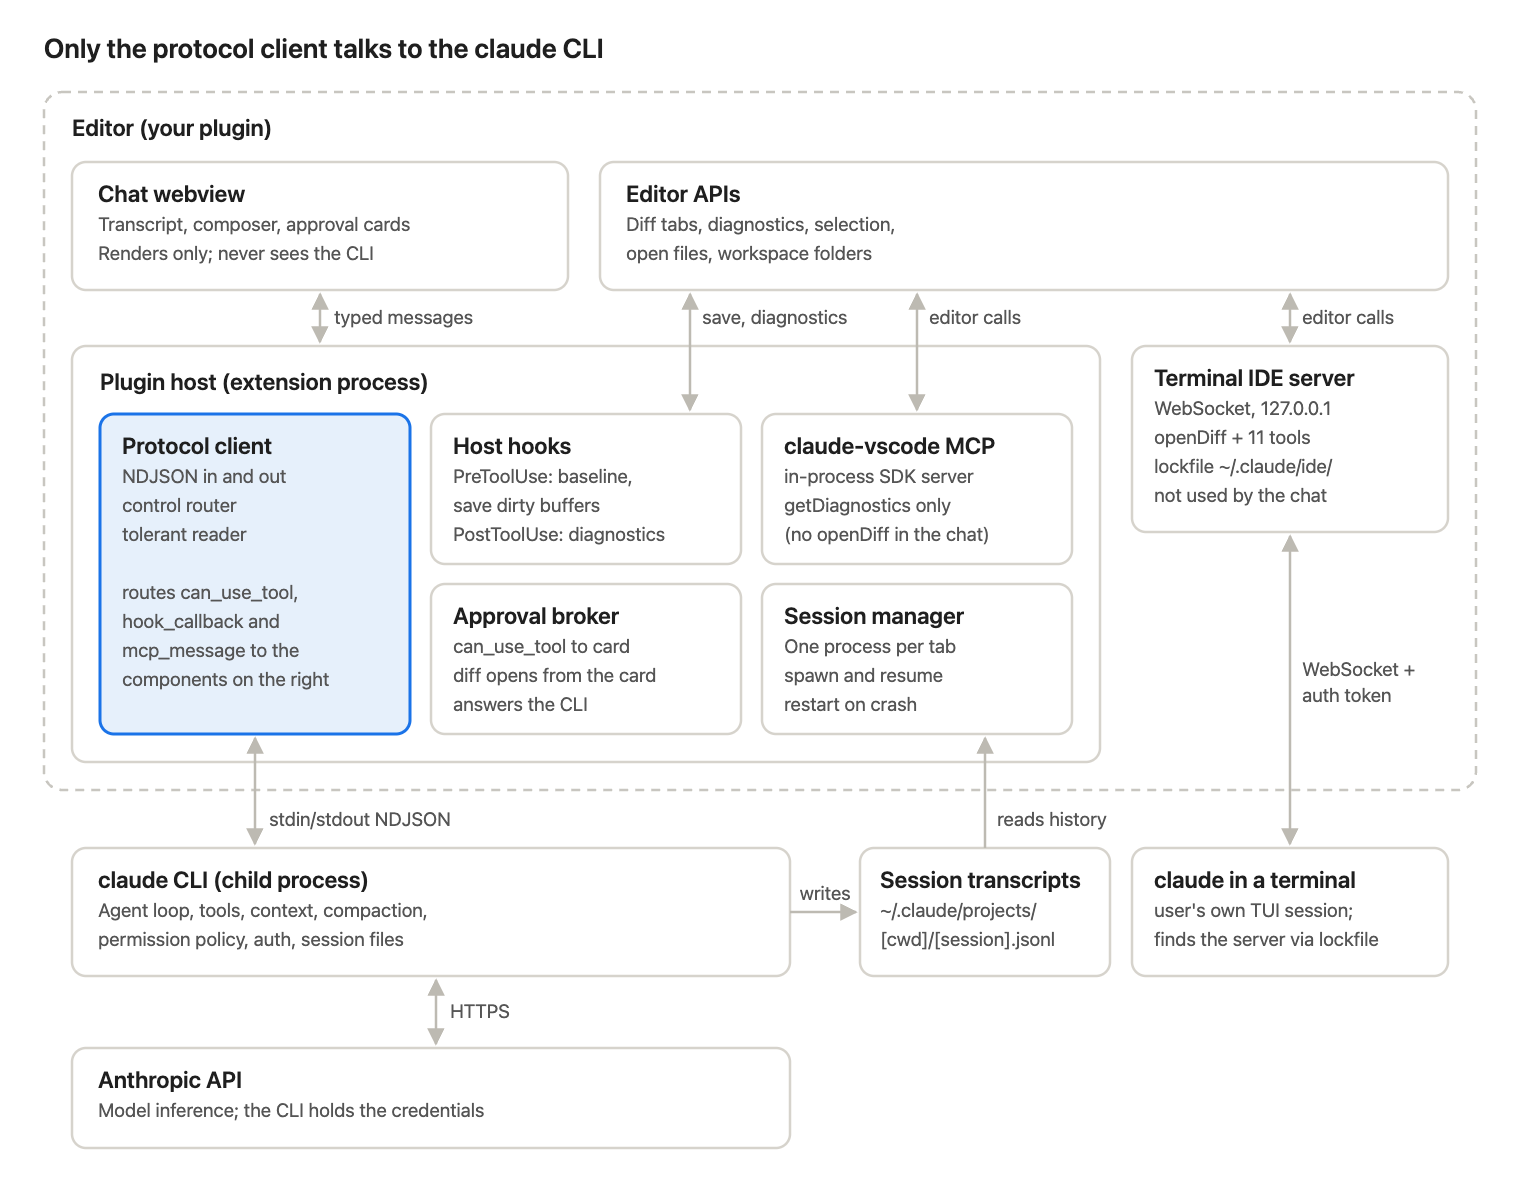 Only the protocol client talks to the claude CLI
Editor (your plugin)
Chat webview
Transcript, composer, approval cards
Renders only; never sees the CLI
Editor APIs
Diff tabs, diagnostics, selection,
open files, workspace folders
typed messages
save, diagnostics
editor calls
editor calls
Plugin host (extension process)
Protocol client
NDJSON in and out
control router
tolerant reader
routes can_use_tool,
hook_callback and
mcp_message to the
components on the right
Host hooks
PreToolUse: baseline,
save dirty buffers
PostToolUse: diagnostics
claude-vscode MCP
in-process SDK server
getDiagnostics only
(no openDiff in the chat)
Approval broker
can_use_tool to card
diff opens from the card
answers the CLI
Session manager
One process per tab
spawn and resume
restart on crash
Terminal IDE server
WebSocket, 127.0.0.1
openDiff + 11 tools
lockfile ~/.claude/ide/
not used by the chat
WebSocket +
auth token
stdin/stdout NDJSON
reads history
claude CLI (child process)
Agent loop, tools, context, compaction,
permission policy, auth, session files
writes
Session transcripts
~/.claude/projects/
[cwd]/[session].jsonl
claude in a terminal
user's own TUI session;
finds the server via lockfile
HTTPS
Anthropic API
Model inference; the CLI holds the credentials